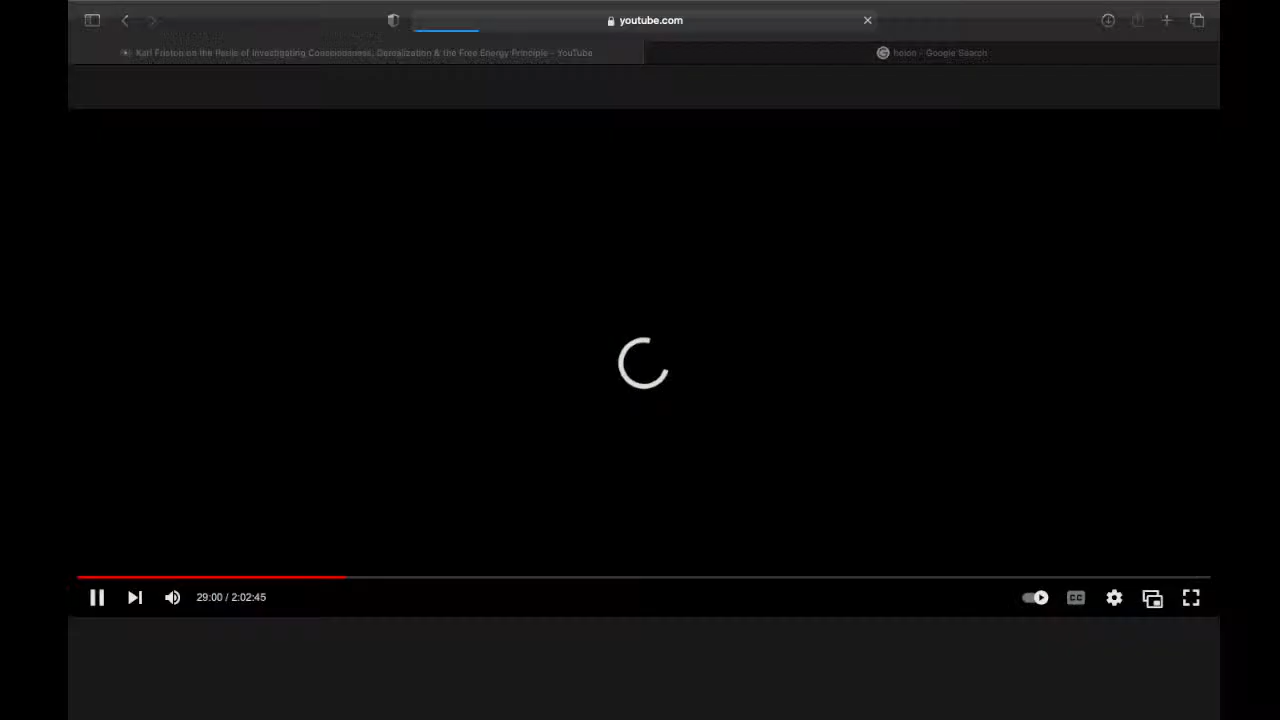 youtube.com
Karl Friston on the Perils of Investigating Consciousness, Derealization & the Free Energy Principle - YouTube
holon - Google Search
29:00 / 2:02:45
CC